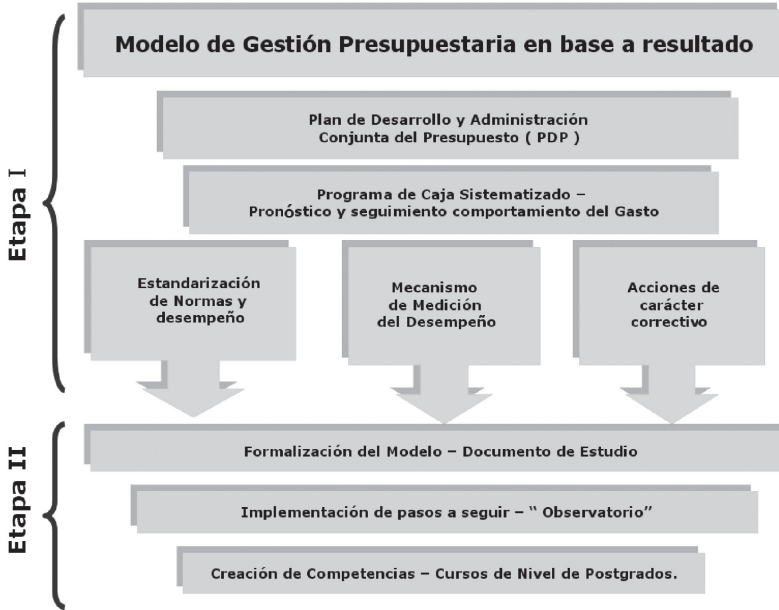 Etapa I
Modelo de Gestión Presupuestaria en base a resultado
Plan de Desarrollo y Administración
Conjunta del Presupuesto ( PDP )
Programa de Caja Sistematizado –
Pronóstico y seguimiento comportamiento del Gasto
Estandarización
de Normas y
desempeño
Mecanismo
de Medición
del Desempeño
Acciones de
carácter
correctivo
Etapa II
Formalización del Modelo – Documento de Estudio
Implementación de pasos a seguir – “ Observatorio”
Creación de Competencias – Cursos de Nivel de Postgrados.